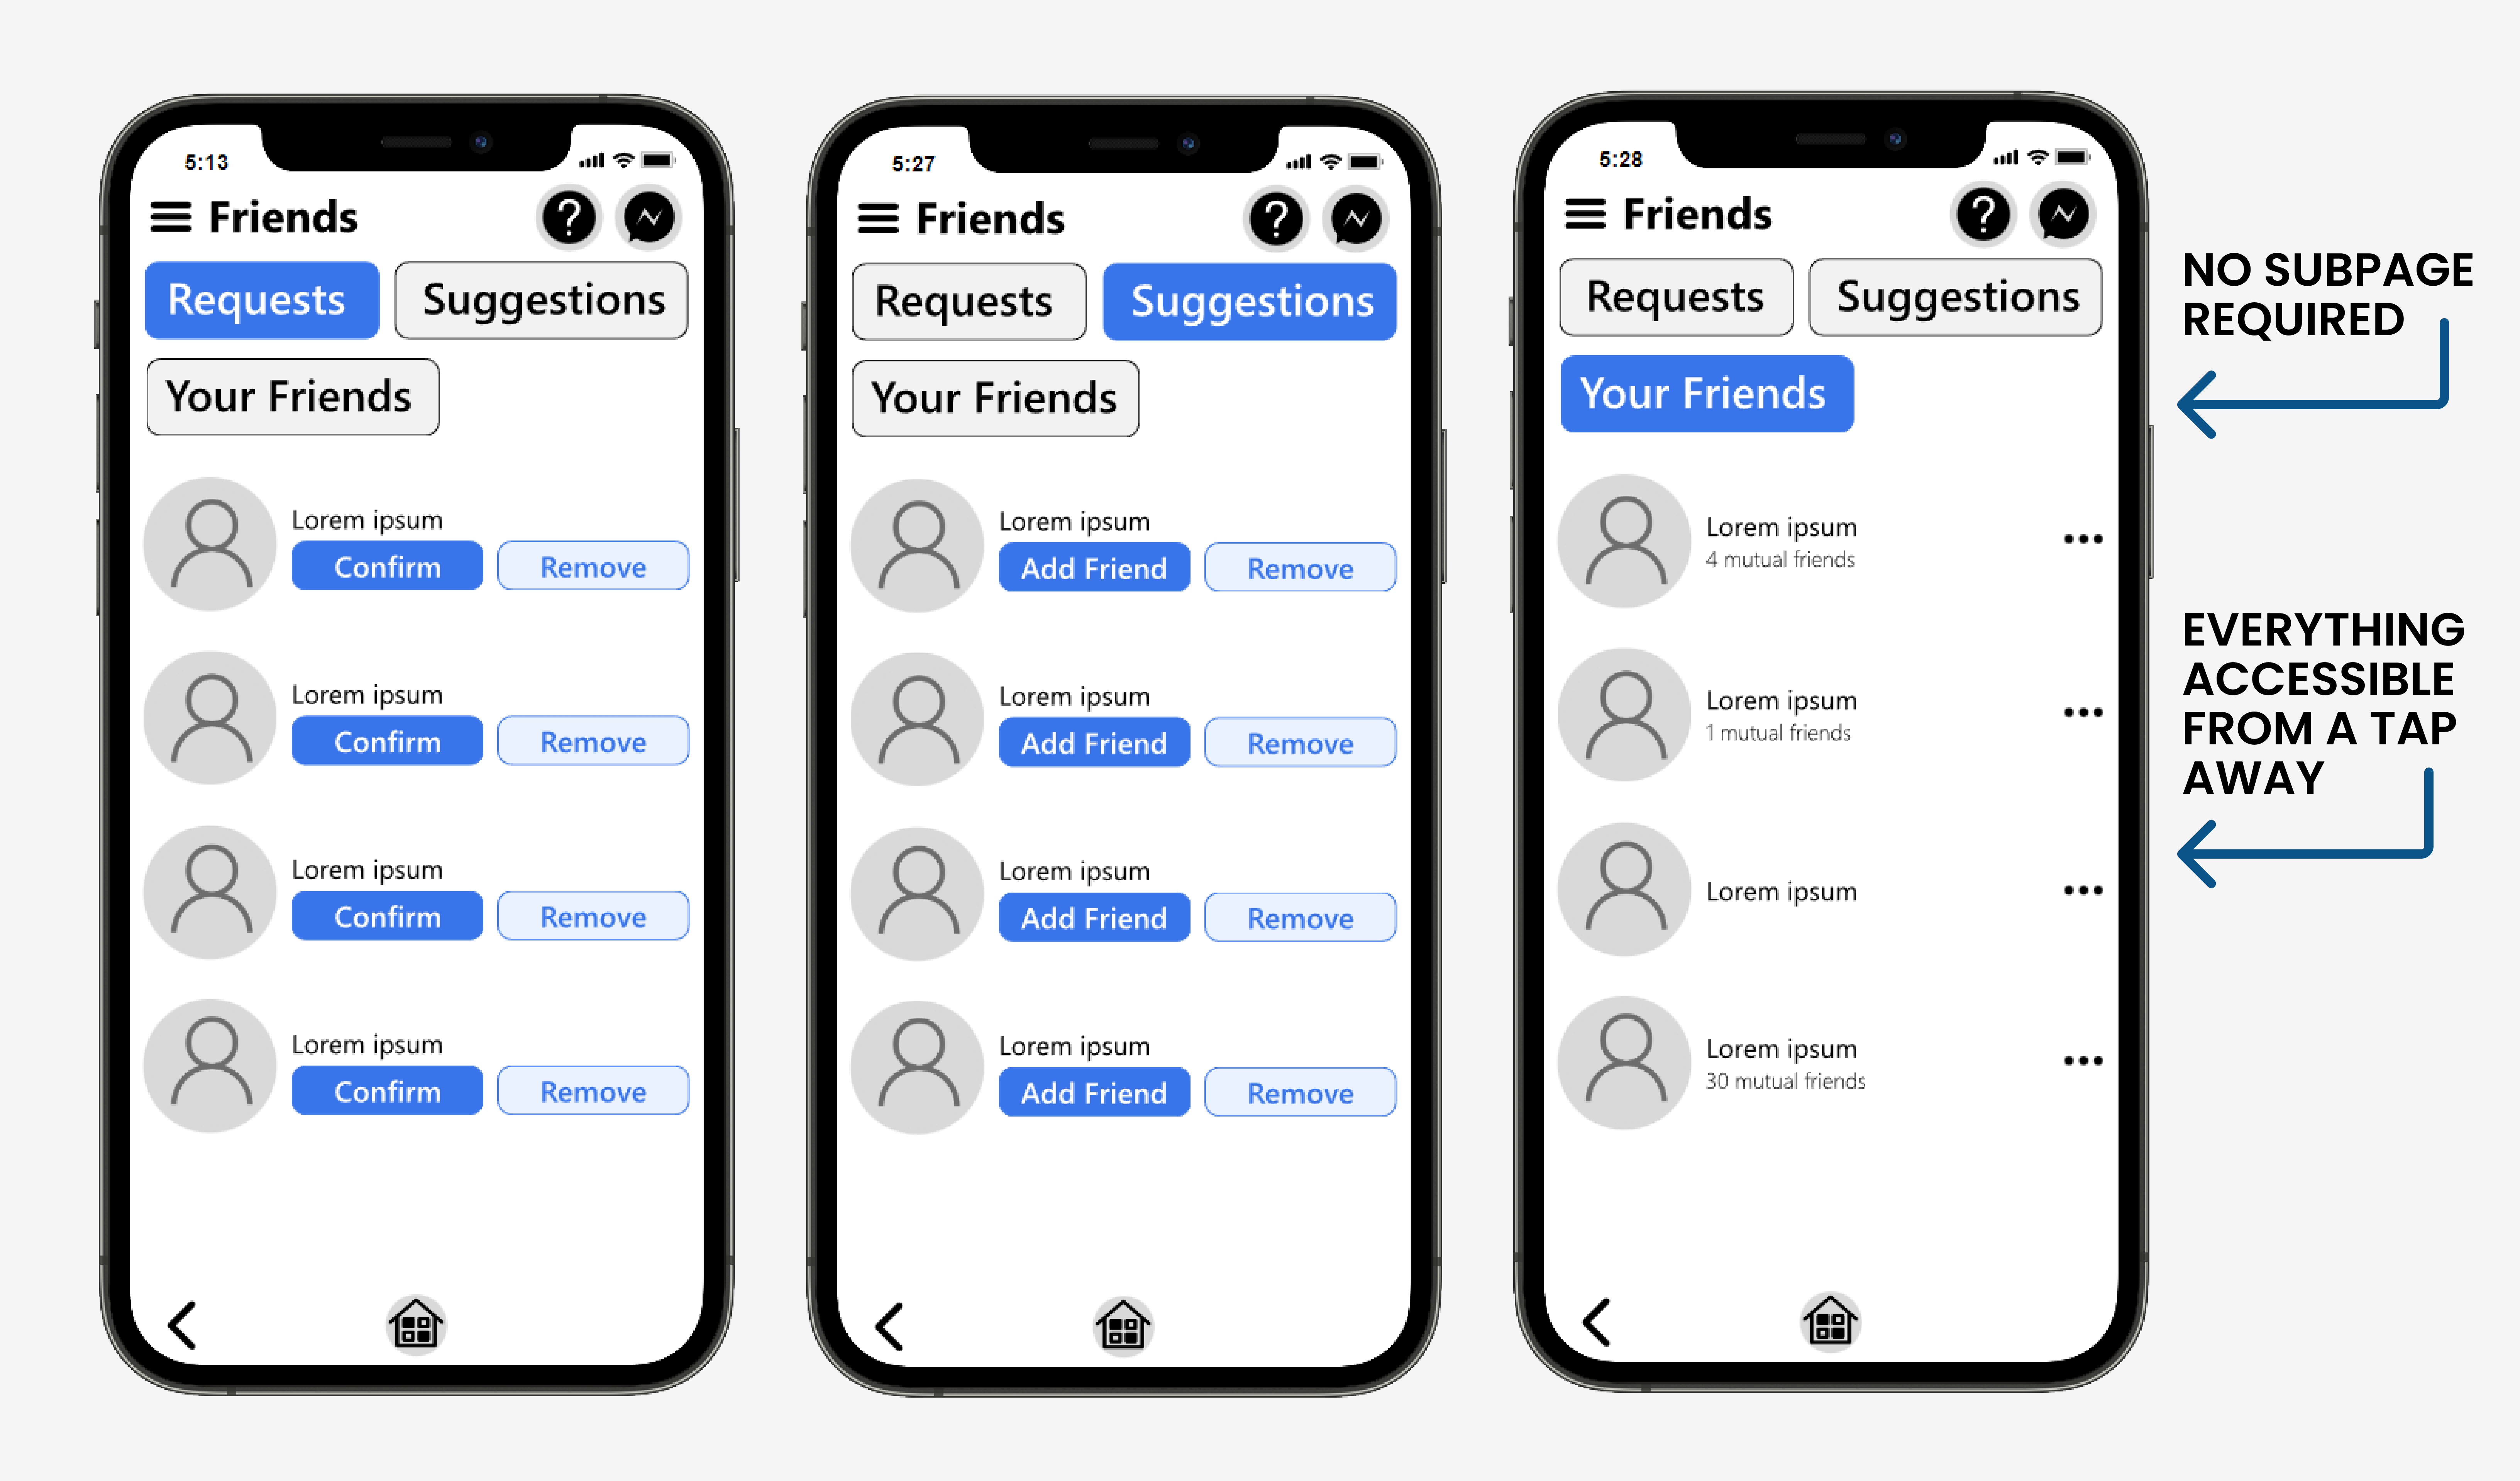 5:13
Friends
?
Requests
Suggestions
Your Friends
Lorem ipsum
Confirm Remove
Lorem ipsum
Confirm Remove
Lorem ipsum
Confirm Remove
Lorem ipsum
Confirm Remove
5:27
Friends
?
Requests
Suggestions
Your Friends
Lorem ipsum
Add Friend Remove
Lorem ipsum
Add Friend Remove
Lorem ipsum
Add Friend Remove
Lorem ipsum
Add Friend Remove
5:28
Friends
?
Requests
Suggestions
Your Friends
Lorem ipsum
4 mutual friends
Lorem ipsum
1 mutual friends
Lorem ipsum
Lorem ipsum
30 mutual friends
NO SUBPAGE
REQUIRED
EVERYTHING
ACCESSIBLE
FROM A TAP
AWAY